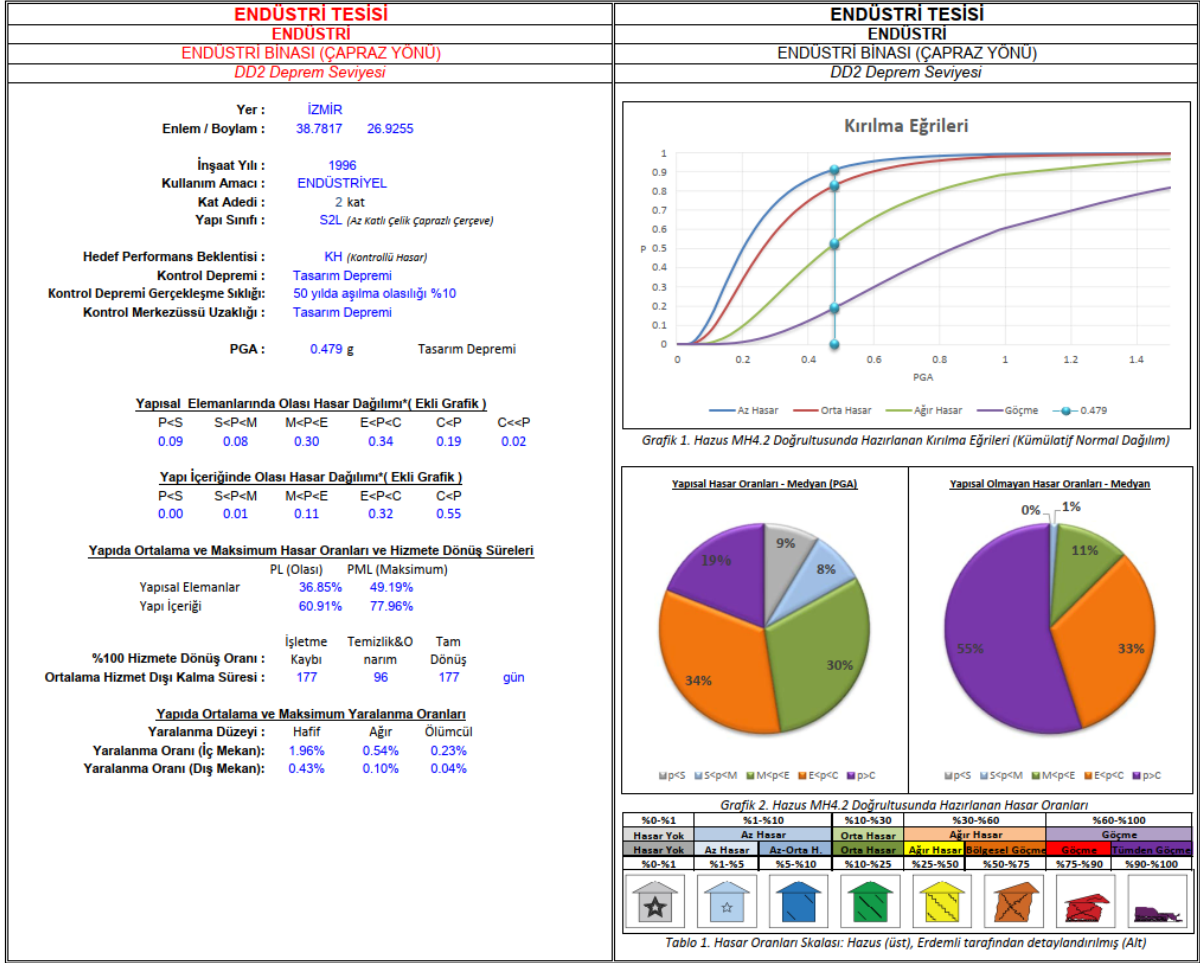 ENDÜSTRİ TESİSİ
ENDÜSTRİ
ENDÜSTRİ BİNASI (ÇAPRAZ YÖNÜ)
DD2 Deprem Seviyesi
Yer : İZMİR
Enlem / Boylam : 38.7817 26.9255
İnşaat Yılı : 1996
Kullanım Amacı : ENDÜSTRİYEL
Kat Adedi : 2 kat
Yapı Sınıfı : S2L (Az Katlı Çelik Çaprazlı Çerçeve)
Hedef Performans Beklentisi : KH (Kontrollü Hasar)
Kontrol Depremi : Tasarım Depremi
Kontrol Depremi Gerçekleşme Sıklığı: 50 yılda aşılma olasılığı %10
Kontrol Merkezüssü Uzaklığı : Tasarım Depremi
PGA : 0.479 g Tasarım Depremi
Yapısal Elemanlarında Olası Hasar Dağılımı*( Ekli Grafik )
P<S S<P<M M<P<E E<P<C C<P C<<P
0.09 0.08 0.30 0.34 0.19 0.02
Yapı İçeriğinde Olası Hasar Dağılımı*( Ekli Grafik )
P<S S<P<M M<P<E E<P<C C<P
0.00 0.01 0.11 0.32 0.55
Yapıda Ortalama ve Maksimum Hasar Oranları ve Hizmete Dönüş Süreleri
PL (Olası) PML (Maksimum)
Yapısal Elemanlar 36.85% 49.19%
Yapı İçeriği 60.91% 77.96%
İşletme Temizlik&O Tam
%100 Hizmete Dönüş Oranı : Kaybı narım Dönüş
Ortalama Hizmet Dışı Kalma Süresi : 177 96 177 gün
Yapıda Ortalama ve Maksimum Yaralanma Oranları
Yaralanma Düzeyi : Hafif Ağır Ölümcül
Yaralanma Oranı (İç Mekan): 1.96% 0.54% 0.23%
Yaralanma Oranı (Dış Mekan): 0.43% 0.10% 0.04%
ENDÜSTRİ TESİSİ
ENDÜSTRİ
ENDÜSTRİ BİNASI (ÇAPRAZ YÖNÜ)
DD2 Deprem Seviyesi
Kırılma Eğrileri
1
0.9
0.8
0.7
0.6
P 0.5
0.4
0.3
0.2
0.1
0
0 0.2 0.4 0.6 0.8 1 1.2 1.4
PGA
Az Hasar Orta Hasar Ağır Hasar Göçme 0.479
Grafik 1. Hazus MH4.2 Doğrultusunda Hazırlanan Kırılma Eğrileri (Kümülatif Normal Dağılım)
Yapısal Hasar Oranları - Medyan (PGA)
9%
8%
30%
34%
19%
p<S S<p<M M<p<E E<p<C p>C
Yapısal Olmayan Hasar Oranları - Medyan
0% 1%
11%
33%
55%
p<S S<p<M M<p<E E<p<C p>C
Grafik 2. Hazus MH4.2 Doğrultusunda Hazırlanan Hasar Oranları
%0-%1 %1-%10 %10-%30 %30-%60 %60-%100
Hasar Yok Az Hasar Orta Hasar Ağır Hasar Göçme
Hasar Yok Az Hasar Az-Orta H. Orta Hasar Ağır Hasar Bölgesel Göçme Göçme Tümden Göçme
%0-%1 %1-%5 %5-%10 %10-%25 %25-%50 %50-%75 %75-%90 %90-%100
Tablo 1. Hasar Oranları Skalası: Hazus (üst), Erdemli tarafından detaylandırılmış (Alt)